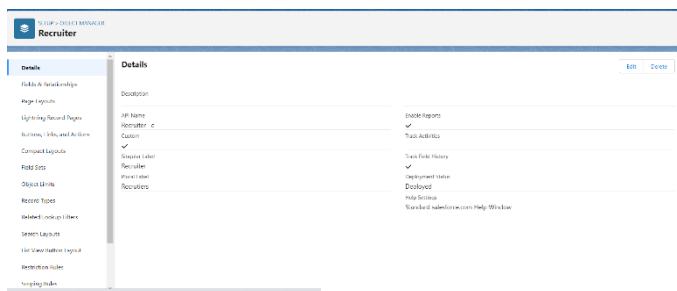 SETUP > OBJECT MANAGER
Recruiter
Details
Fields & Relationships
Page Layouts
Lightning Record Pages
Buttons, Links, and Actions
Compact Layouts
Field Sets
Object Limits
Record Types
Related Lookup Filters
Search Layouts
List View Button Layout
Restriction Rules
Scoping Rules
Details
Edit
Delete
Description
API Name
Recruiter__c
Custom
Singular Label
Recruiter
Plural Label
Recruiters
Enable Reports
Track Activities
Track Field History
Deployment Status
Deployed
Help Settings
Standard salesforce.com Help Window